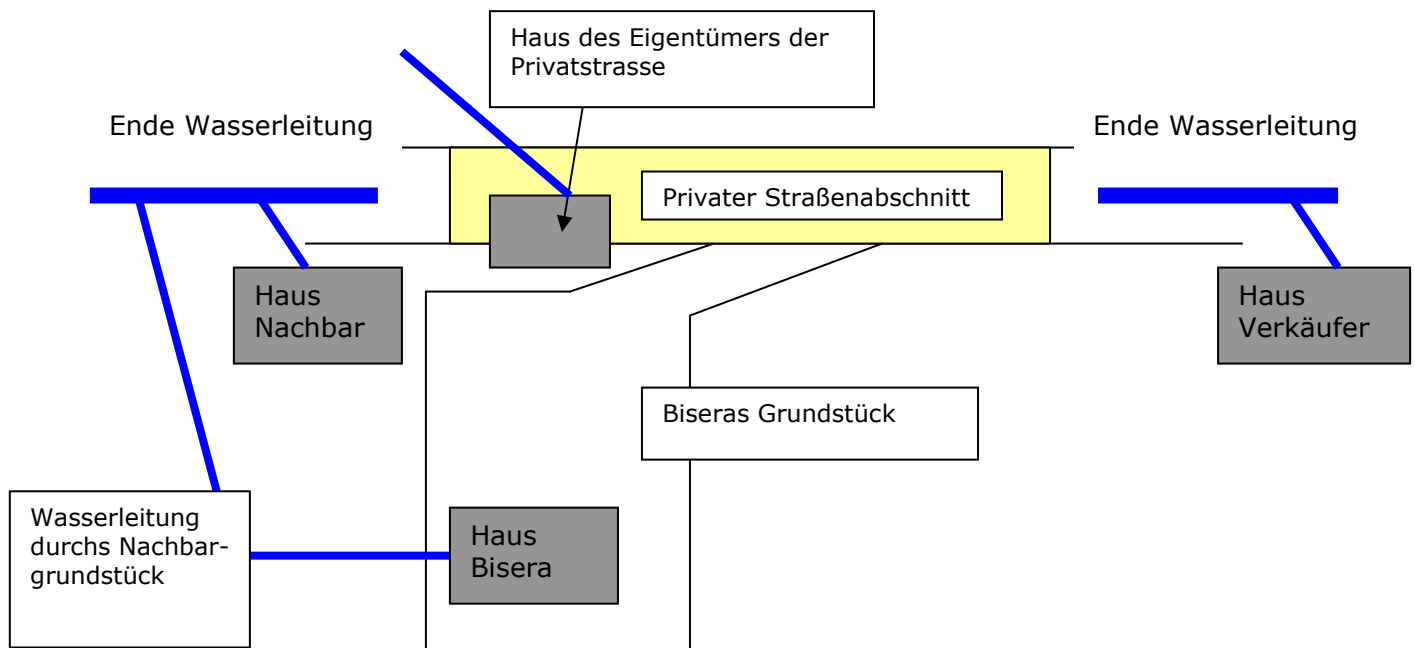 Haus des Eigentümers der
Privatstrasse
Ende Wasserleitung
Ende Wasserleitung
Privater Straßenabschnitt
Haus
Nachbar
Haus
Verkäufer
Biseras Grundstück
Wasserleitung
durchs Nachbar-
grundstück
Haus
Bisera